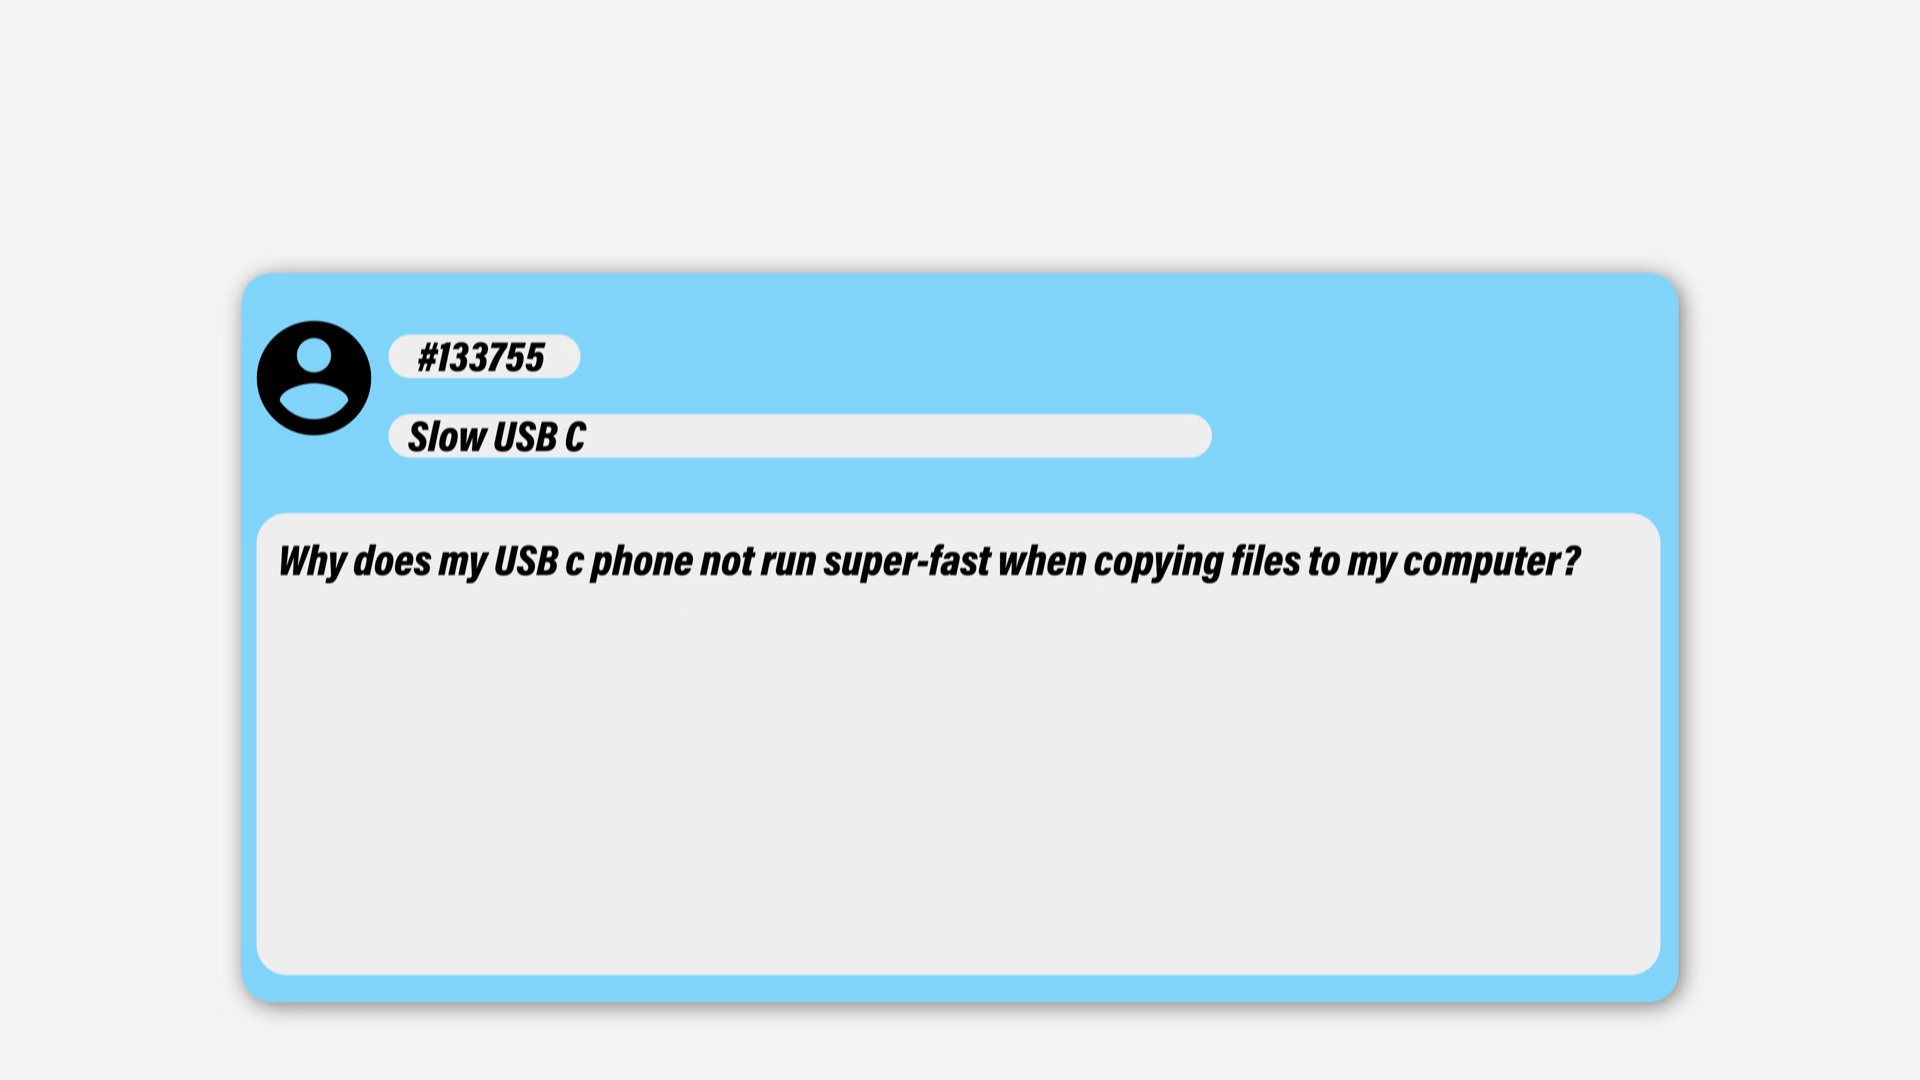 #133755
Slow USB C
Why does my USB c phone not run super-fast when copying files to my computer?